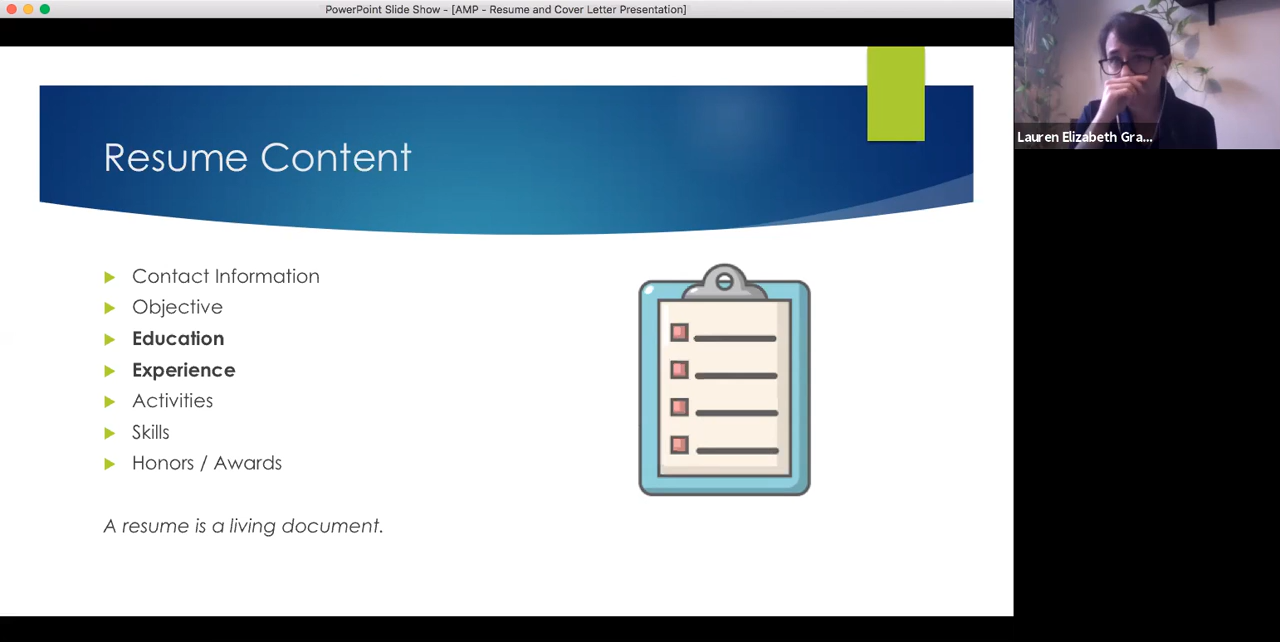 PowerPoint Slide Show - [AMP - Resume and Cover Letter Presentation]
Lauren Elizabeth Gra...
Resume Content
Contact Information
Objective
Education
Experience
Activities
Skills
Honors / Awards
A resume is a living document.